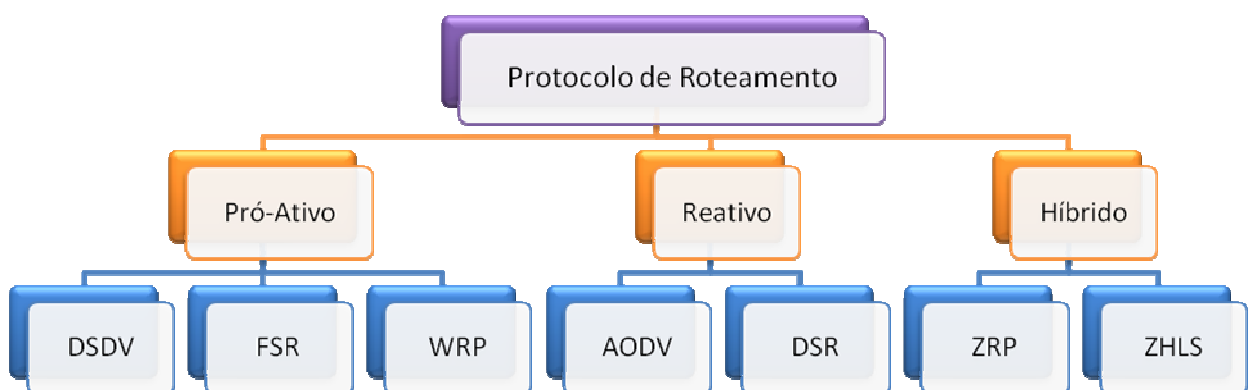 Protocolo de Roteamento
Pró-Ativo
Reativo
Híbrido
DSDV
FSR
WRP
AODV
DSR
ZRP
ZHLS